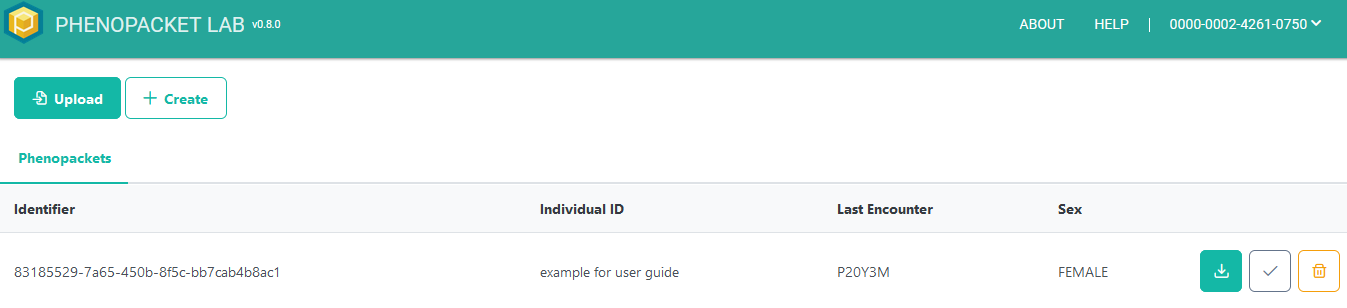 PHENOPACKET LAB v0.8.0 ABOUT HELP | 0000-0002-4261-0750
Upload + Create
Phenopackets
Identifier Individual ID Last Encounter Sex
83185529-7a65-450b-8f5c-bb7cab4b8ac1 example for user guide P20Y3M FEMALE